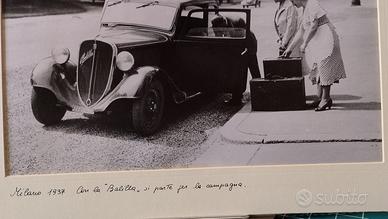 Milano 1937 Con la "Balilla" si parte per la campagna.
subito